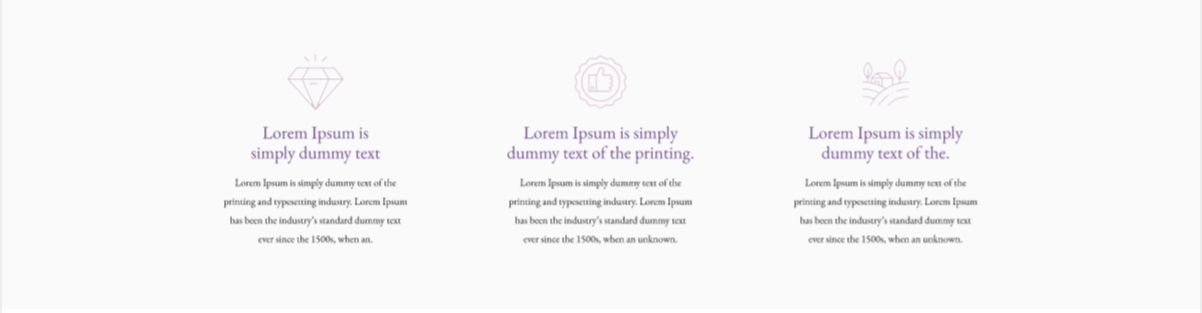 Lorem Ipsum is
simply dummy text
Lorem Ipsum is simply dummy text of the
printing and typesetting industry. Lorem Ipsum
has been the industry's standard dummy text
ever since the 1500s, when an.
Lorem Ipsum is simply
dummy text of the printing.
Lorem Ipsum is simply dummy text of the
printing and typesetting industry. Lorem Ipsum
has been the industry's standard dummy text
ever since the 1500s, when an unknown.
Lorem Ipsum is simply
dummy text of the.
Lorem Ipsum is simply dummy text of the
printing and typesetting industry. Lorem Ipsum
has been the industry's standard dummy text
ever since the 1500s, when an unknown.